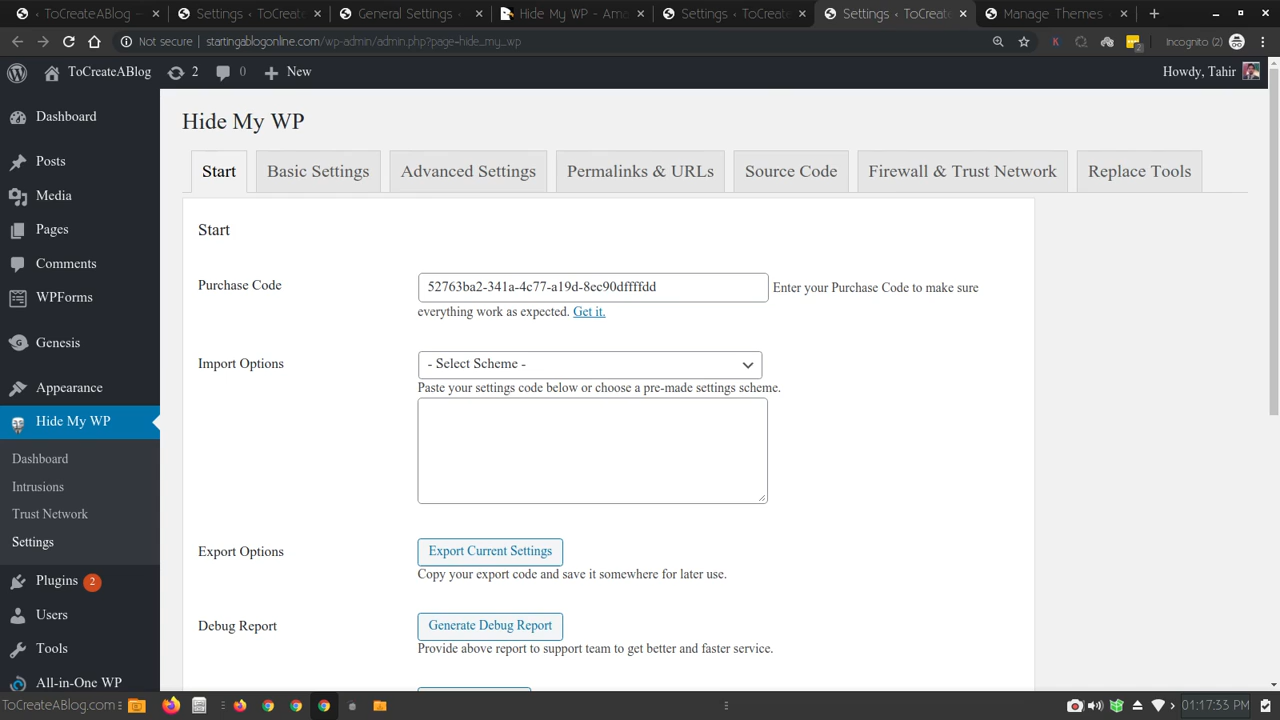 ToCreateABlog –
Settings ‹ ToCreat
General Settings ‹
Hide My WP – Ama
Settings ‹ ToCreat
Settings ‹ ToCreat
Manage Themes ‹
Not secure
startingablogonline.com/wp-admin/admin.php?page=hide_my_wp
K
2
Incognito (2)
ToCreateABlog
2
0
New
Howdy, Tahir
Dashboard
Posts
Media
Pages
Comments
WPForms
Genesis
Appearance
Hide My WP
Dashboard
Intrusions
Trust Network
Settings
Plugins 2
Users
Tools
All-in-One WP
Hide My WP
Start
Basic Settings
Advanced Settings
Permalinks & URLs
Source Code
Firewall & Trust Network
Replace Tools
Start
Purchase Code
52763ba2-341a-4c77-a19d-8ec90dffffdd
Enter your Purchase Code to make sure
everything work as expected. Get it.
Import Options
- Select Scheme -
Paste your settings code below or choose a pre-made settings scheme.
Export Options
Export Current Settings
Copy your export code and save it somewhere for later use.
Debug Report
Generate Debug Report
Provide above report to support team to get better and faster service.
ToCreateABlog.com
01:17:33 PM